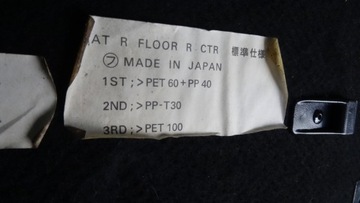 AT R FLOOR R CTR 標準仕様
フ MADE IN JAPAN
1ST ;>PET 60+PP 40
2ND ;>PP-T30
3RD ;>PET 100